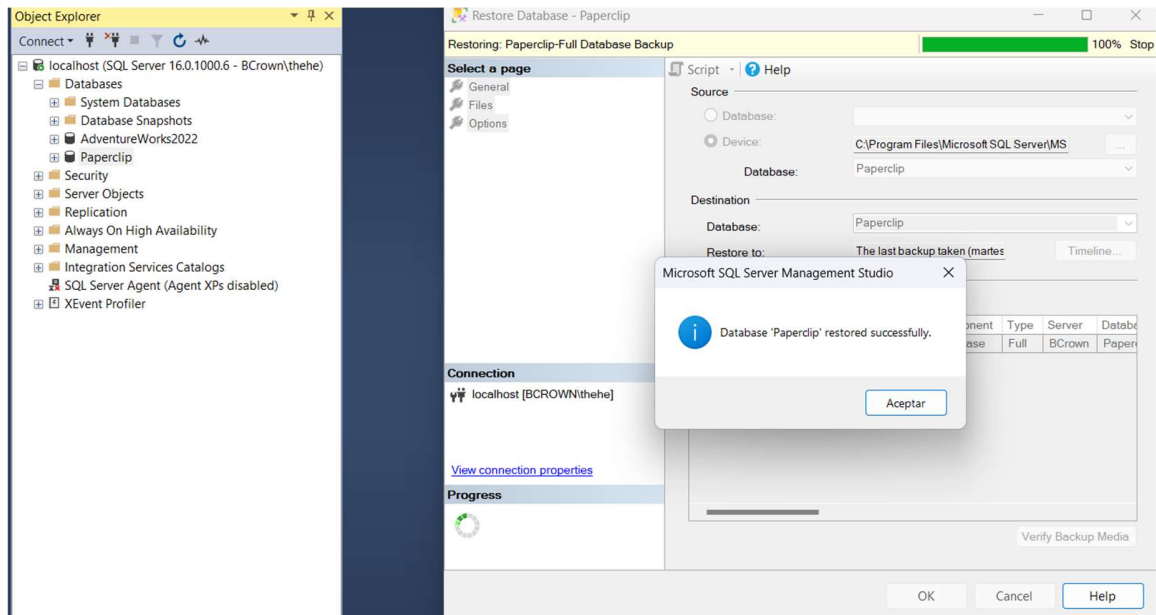 Object Explorer
Connect
localhost (SQL Server 16.0.1000.6 - BCrown\thehe)
Databases
System Databases
Database Snapshots
AdventureWorks2022
Paperclip
Security
Server Objects
Replication
Always On High Availability
Management
Integration Services Catalogs
SQL Server Agent (Agent XPs disabled)
XEvent Profiler
Restore Database - Paperclip
Restoring: Paperclip-Full Database Backup
100% Stop
Select a page
General
Files
Options
Connection
localhost [BCROWN\thehe]
View connection properties
Progress
Script
Help
Source
Database:
Device:
C:\Program Files\Microsoft SQL Server\MS
...
Database:
Paperclip
Destination
Database:
Paperclip
Restore to:
The last backup taken (martes
Timeline...
Type Server
Full BCrown
Microsoft SQL Server Management Studio
Database 'Paperclip' restored successfully.
Aceptar
Verify Backup Media
OK Cancel Help